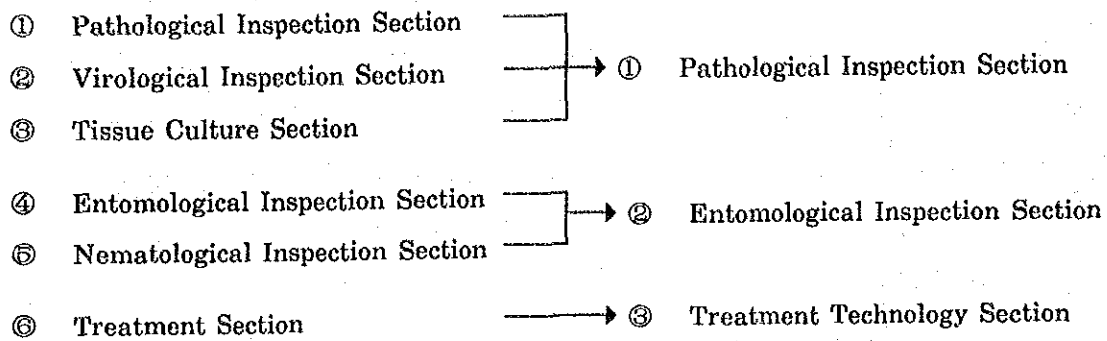 ① Pathological Inspection Section
② Virological Inspection Section → ① Pathological Inspection Section
③ Tissue Culture Section
④ Entomological Inspection Section → ② Entomological Inspection Section
⑤ Nematological Inspection Section
⑥ Treatment Section → ③ Treatment Technology Section